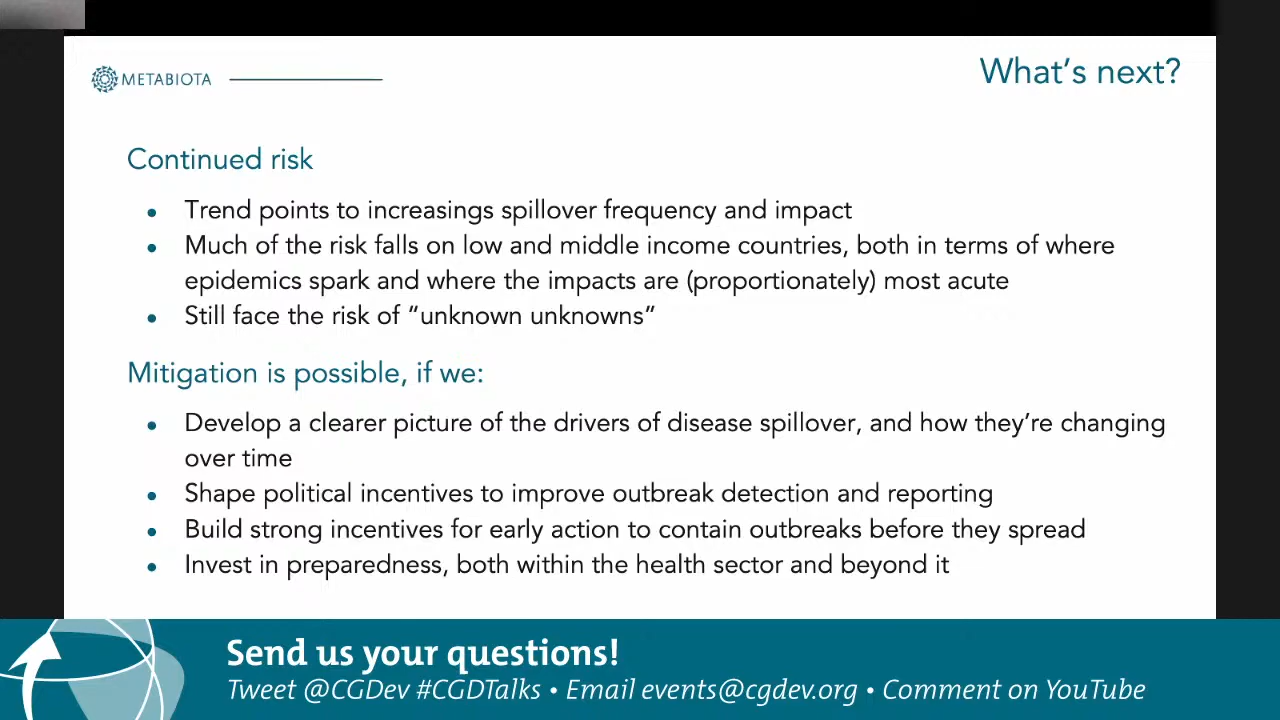 METABIOTA
What's next?
Continued risk
• Trend points to increasings spillover frequency and impact
• Much of the risk falls on low and middle income countries, both in terms of where
epidemics spark and where the impacts are (proportionately) most acute
• Still face the risk of “unknown unknowns”
Mitigation is possible, if we:
• Develop a clearer picture of the drivers of disease spillover, and how they're changing
over time
• Shape political incentives to improve outbreak detection and reporting
• Build strong incentives for early action to contain outbreaks before they spread
• Invest in preparedness, both within the health sector and beyond it
Send us your questions!
Tweet @CGDev #CGDTalks • Email events@cgdev.org • Comment on YouTube